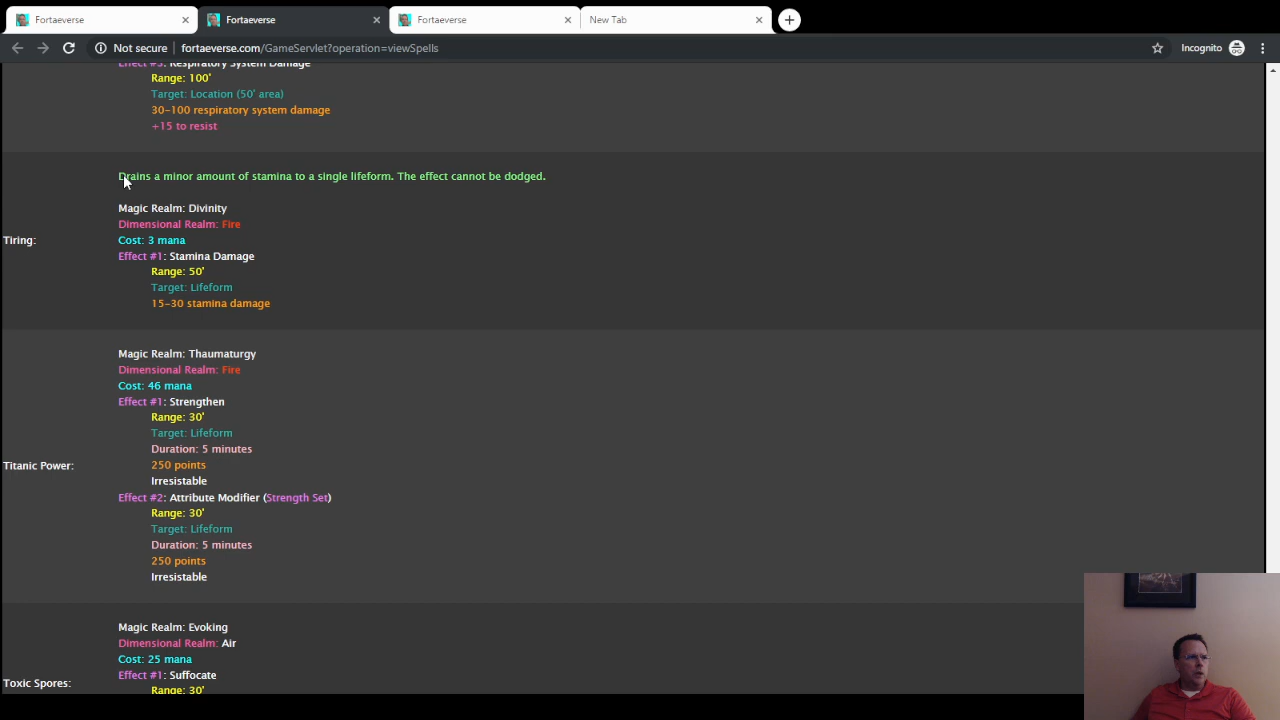 Fortaeverse
Fortaeverse
Fortaeverse
New Tab
Not secure
fortaeverse.com/GameServlet?operation=viewSpells
Incognito
Effect #3: Respiratory System Damage
Range: 100'
Target: Location (50' area)
30-100 respiratory system damage
+15 to resist
Tiring:
Drains a minor amount of stamina to a single lifeform. The effect cannot be dodged.
Magic Realm: Divinity
Dimensional Realm: Fire
Cost: 3 mana
Effect #1: Stamina Damage
Range: 50'
Target: Lifeform
15-30 stamina damage
Titanic Power:
Magic Realm: Thaumaturgy
Dimensional Realm: Fire
Cost: 46 mana
Effect #1: Strengthen
Range: 30'
Target: Lifeform
Duration: 5 minutes
250 points
Irresistable
Effect #2: Attribute Modifier (Strength Set)
Range: 30'
Target: Lifeform
Duration: 5 minutes
250 points
Irresistable
Toxic Spores:
Magic Realm: Evoking
Dimensional Realm: Air
Cost: 25 mana
Effect #1: Suffocate
Range: 30'